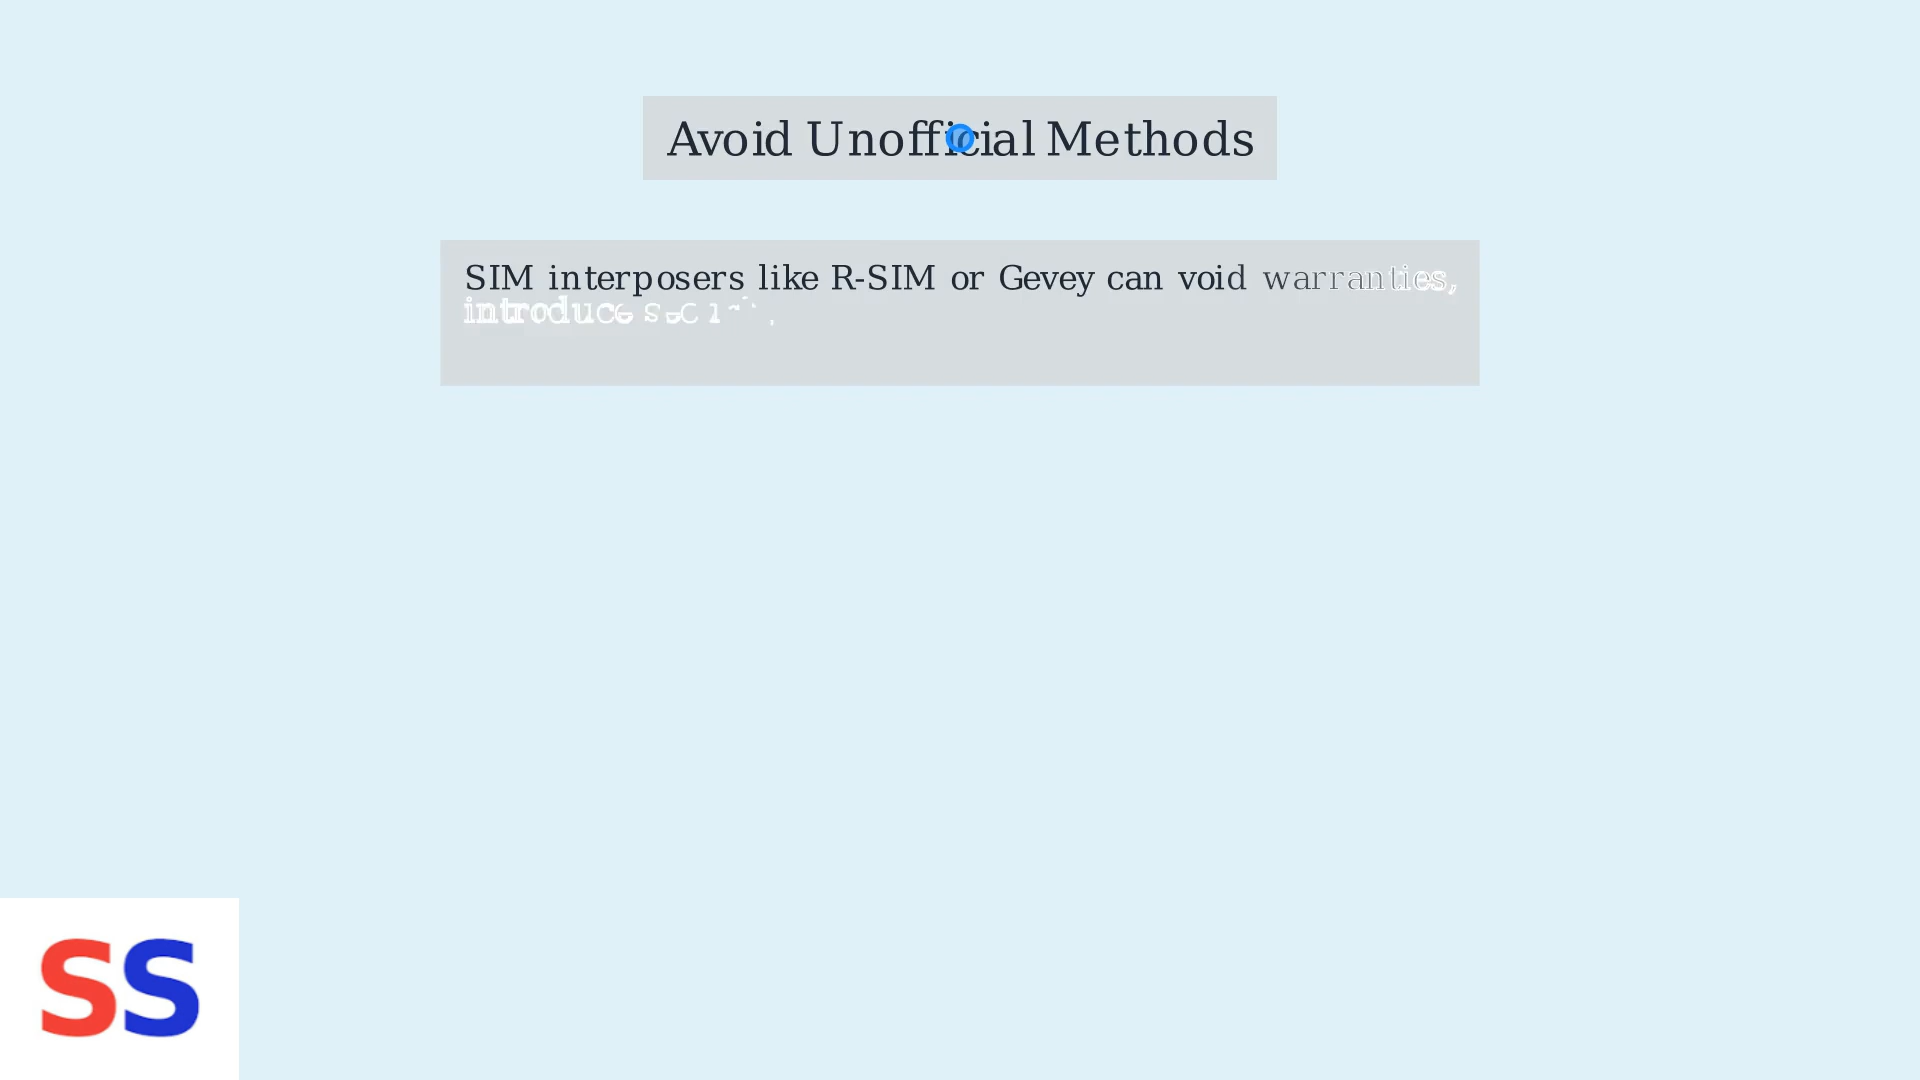 Avoid Unofficial Methods
SIM interposers like R-SIM or Gevey can void warranties,
introduce
SS